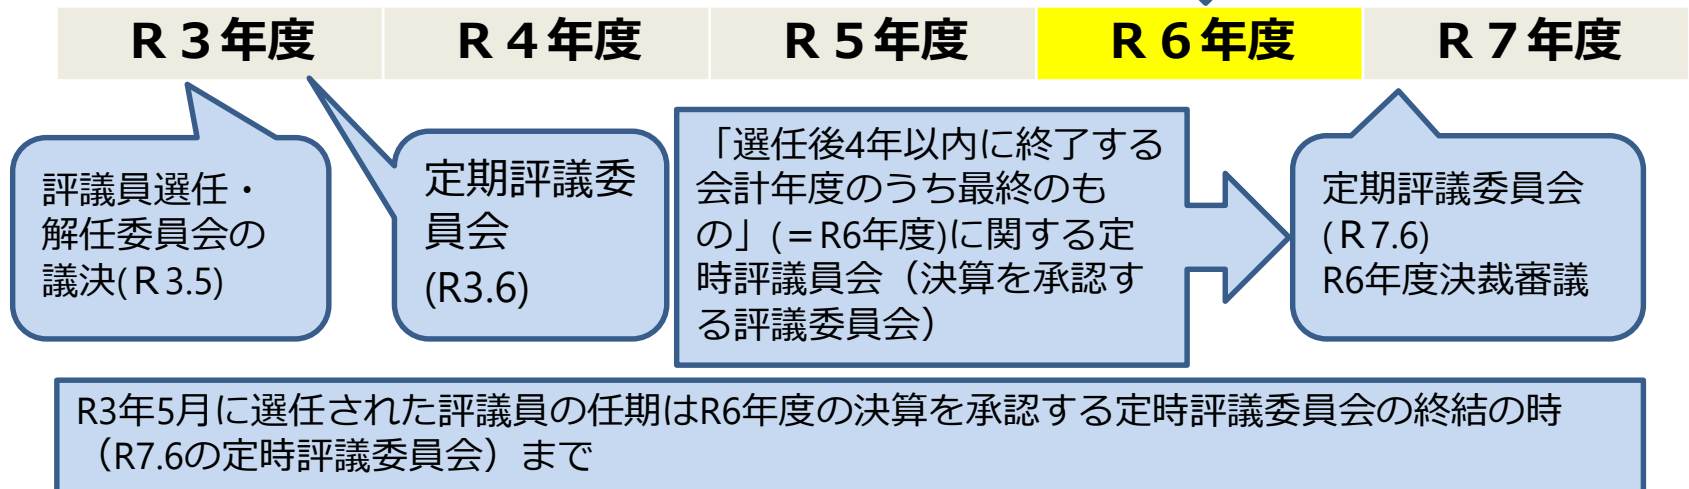 R３年度 R４年度 R５年度 R６年度 R７年度
評議員選任・
解任委員会の
議決(R3.5)
定期評議委
員会
(R3.6)
「選任後4年以内に終了する
会計年度のうち最終のも
の」(＝R6年度)に関する定
時評議員会（決算を承認す
る評議委員会）
定期評議委員会
(R7.6)
R6年度決裁審議
R3年5月に選任された評議員の任期はR6年度の決算を承認する定時評議委員会の終結の時
（R7.6の定時評議委員会）まで